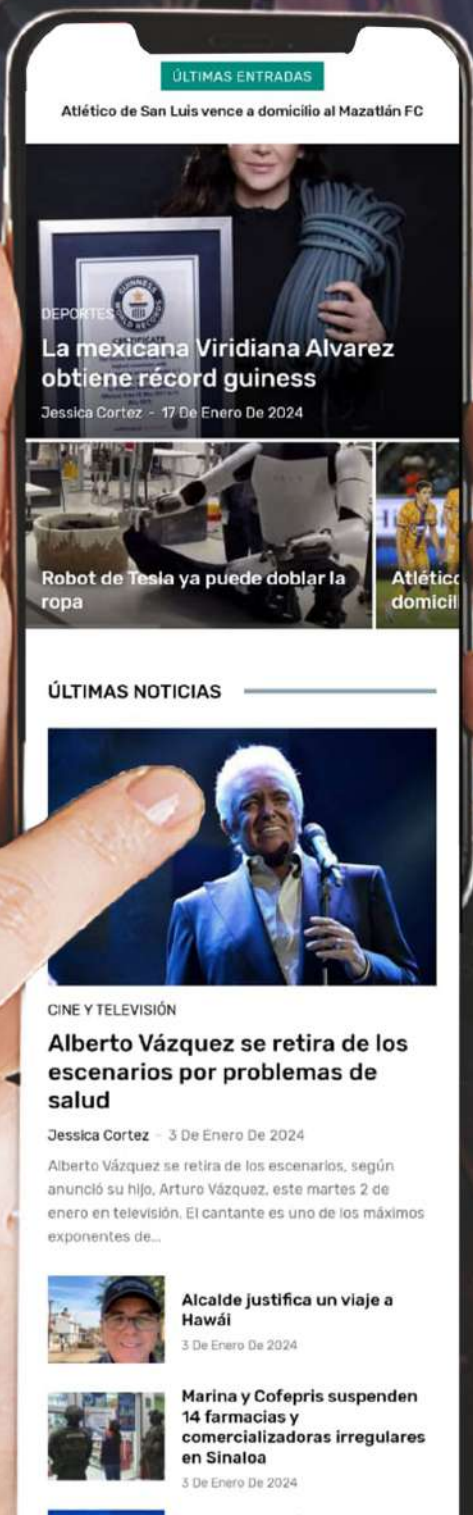 ÚLTIMAS ENTRADAS
Atlético de San Luis vence a domicilio al Mazatlán FC
GUINNESS
WORLD RECORDS
CERTIFICATE
DEPORTES
La mexicana Viridiana Alvarez
obtiene récord guiness
Jessica Cortez - 17 De Enero De 2024
Robot de Tesla ya puede doblar la
ropa
Atlético
domicil
ÚLTIMAS NOTICIAS
CINE Y TELEVISIÓN
Alberto Vázquez se retira de los
escenarios por problemas de
salud
Jessica Cortez - 3 De Enero De 2024
Alberto Vázquez se retira de los escenarios, según
anunció su hijo, Arturo Vázquez, este martes 2 de
enero en televisión. El cantante es uno de los máximos
exponentes de...
Alcalde justifica un viaje a
Hawái
3 De Enero De 2024
Marina y Cofepris suspenden
14 farmacias y
comercializadoras irregulares
en Sinaloa
3 De Enero De 2024